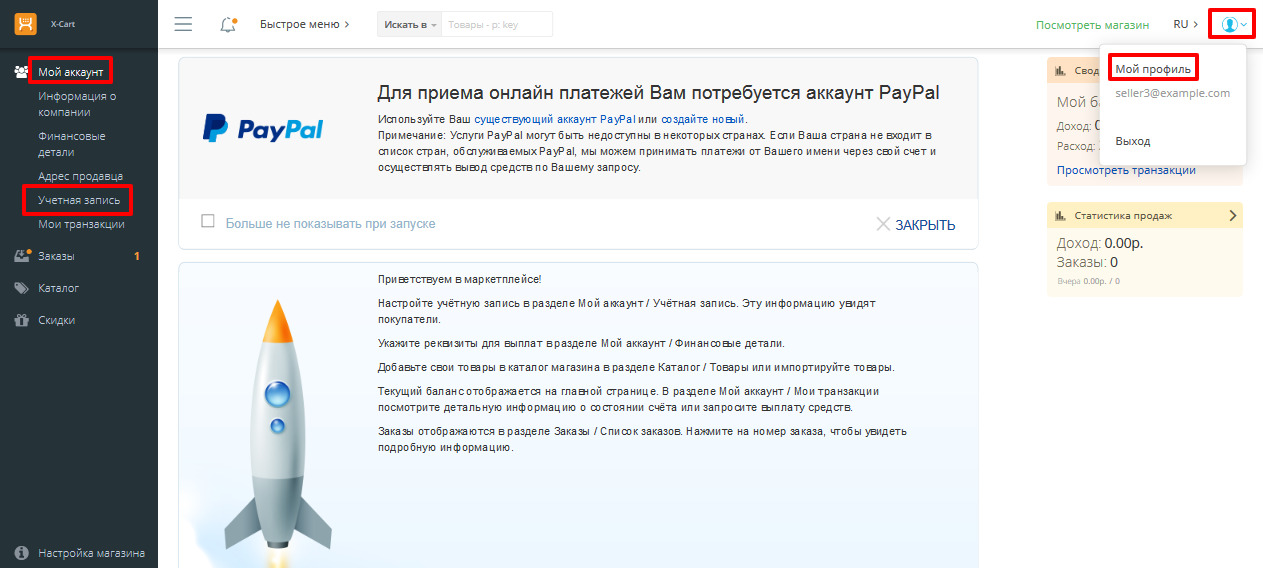 X-Cart
Быстрое меню
Искать в
Товары - p: key
Посмотреть магазин
RU
Мой аккаунт
Информация о
компании
Финансовые
детали
Адрес продавца
Учетная запись
Мои транзакции
Заказы 1
Каталог
Скидки
Настройка магазина
PayPal
Для приема онлайн платежей Вам потребуется аккаунт PayPal
Используйте Ваш существующий аккаунт PayPal или создайте новый.
Примечание: Услуги PayPal могут быть недоступны в некоторых странах. Если Ваша страна не входит в
список стран, обслуживаемых PayPal, мы можем принимать платежи от Вашего имени через свой счет и
осуществлять вывод средств по Вашему запросу.
Больше не показывать при запуске
ЗАКРЫТЬ
Приветствуем в маркетплейсе!
Настройте учётную запись в разделе Мой аккаунт / Учётная запись. Эту информацию увидят
покупатели.
Укажите реквизиты для выплат в разделе Мой аккаунт / Финансовые детали.
Добавьте свои товары в каталог магазина в разделе Каталог / Товары или импортируйте товары.
Текущий баланс отображается на главной странице. В разделе Мой аккаунт / Мои транзакции
посмотрите детальную информацию о состоянии счёта или запросите выплату средств.
Заказы отображаются в разделе Заказы / Список заказов. Нажмите на номер заказа, чтобы увидеть
подробную информацию.
Мой профиль
seller3@example.com
Выход
Свод
Мой
Доход:
Расход:
Просмотреть транзакции
Статистика продаж
Доход: 0.00р.
Заказы: 0
Вчера 0.00р. / 0